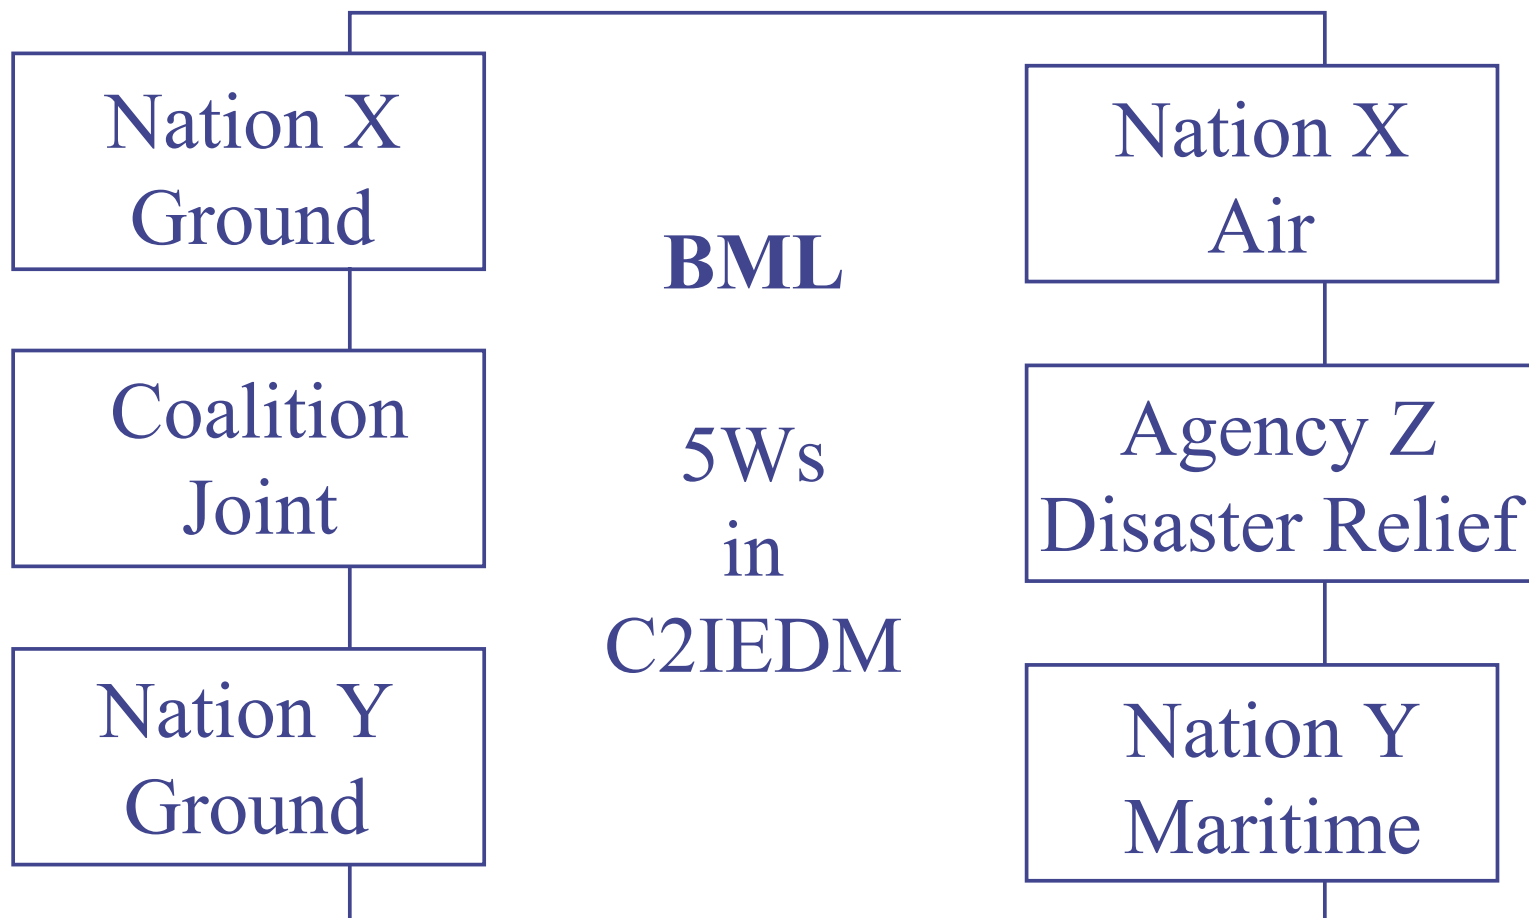 Nation X
Ground
Coalition
Joint
Nation Y
Ground
BML
5Ws
in
C2IEDM
Nation X
Air
Agency Z
Disaster Relief
Nation Y
Maritime